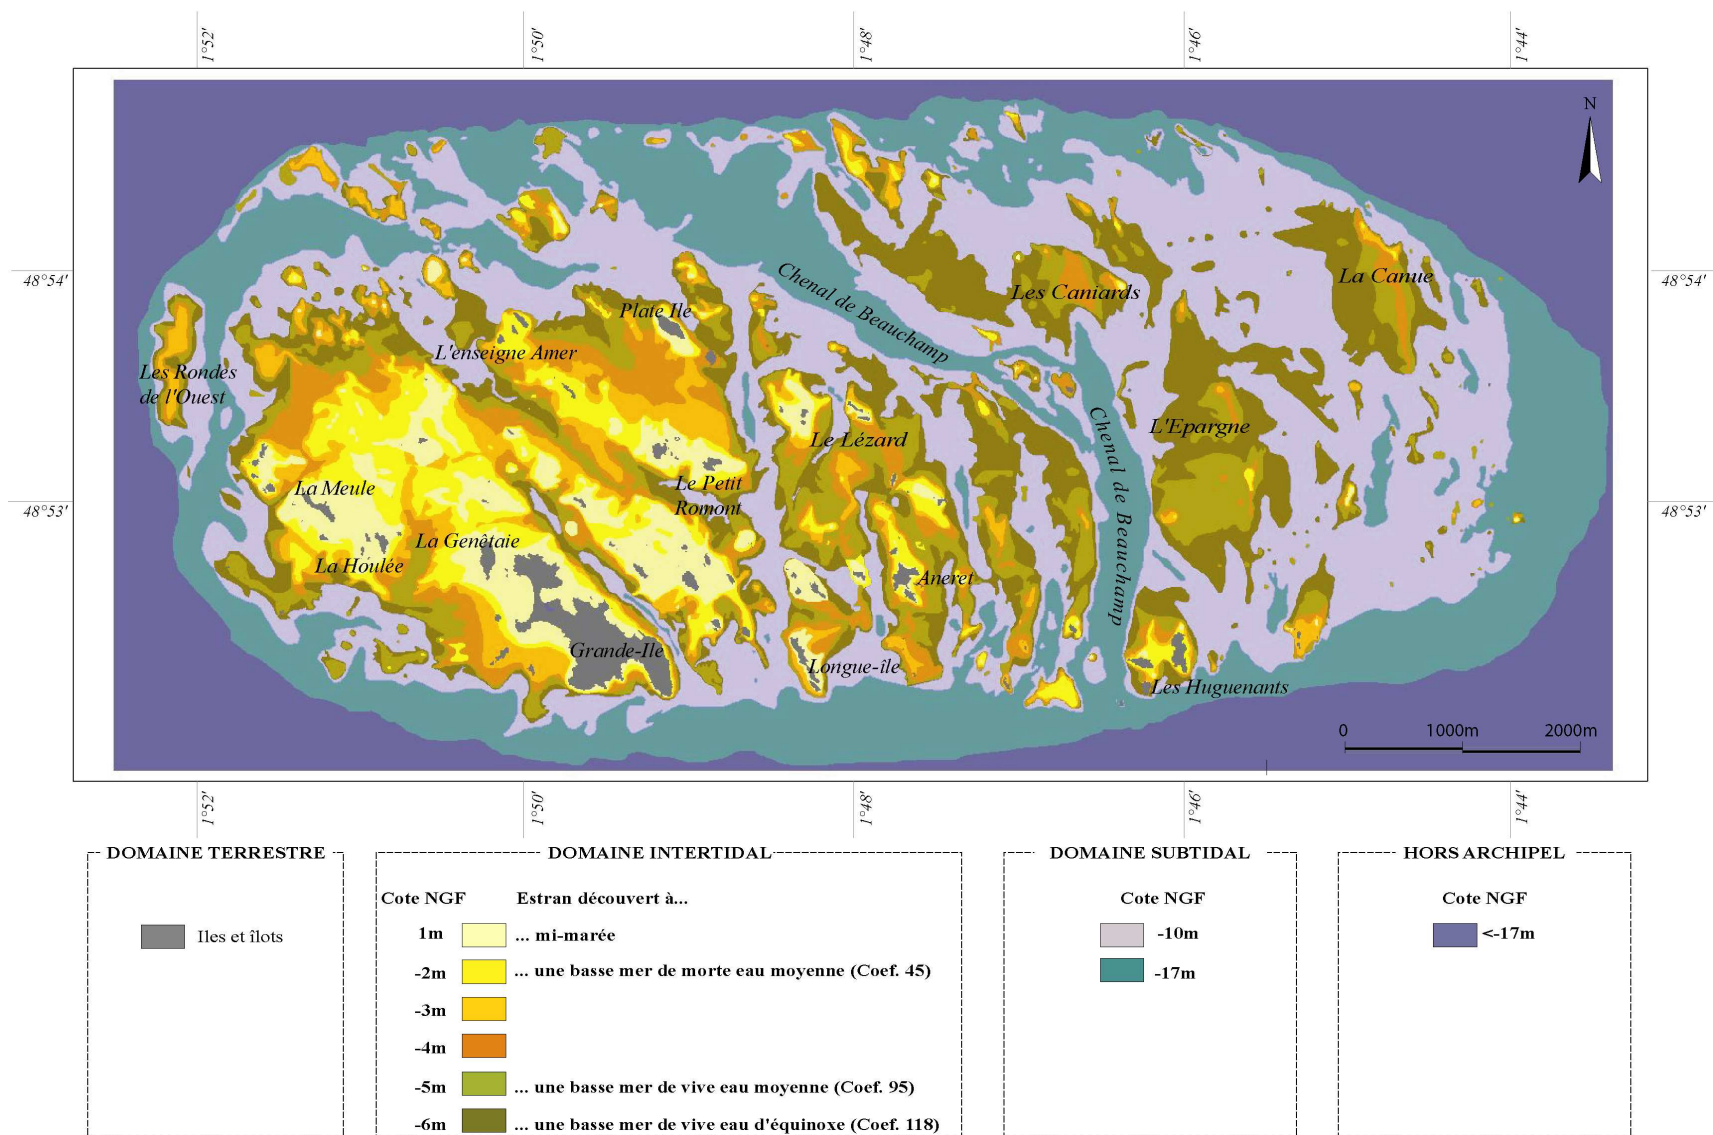 1°52'
1°50'
1°48'
1°46'
1°44'
N
48°54'
48°54'
Chenal de Beauchamp
La Canue
Les Caniards
Plate Ile
L'enseigne Amer
Les Rondes
de l'Ouest
L'Epargne
Le Lézard
Chenal de Beauchamp
La Meule
Le Petit
Romont
48°53'
48°53'
La Genêtaie
La Houlée
Aneret
Grande-Ile
Longue-île
Les Huguenants
0 1000m 2000m
1°52'
1°50'
1°48'
1°46'
1°44'
DOMAINE TERRESTRE
Iles et îlots
DOMAINE INTERTIDAL
Cote NGF Estran découvert à...
1m ... mi-marée
-2m ... une basse mer de morte eau moyenne (Coef. 45)
-3m
-4m
-5m ... une basse mer de vive eau moyenne (Coef. 95)
-6m ... une basse mer de vive eau d'équinoxe (Coef. 118)
DOMAINE SUBTIDAL
Cote NGF
-10m
-17m
HORS ARCHIPEL
Cote NGF
<-17m